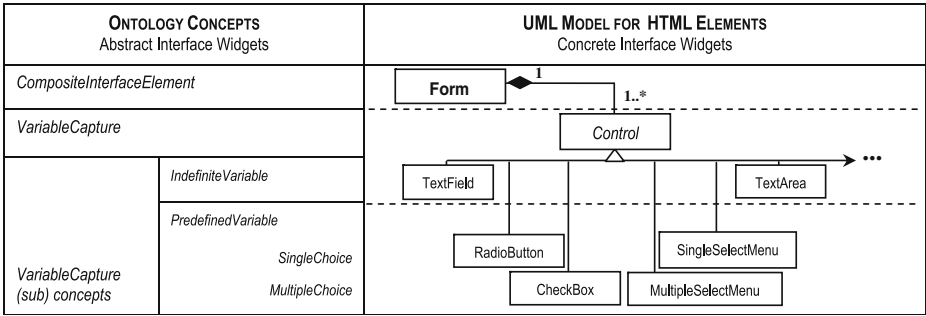 ONTOLOGY CONCEPTS
Abstract Interface Widgets
UML MODEL FOR HTML ELEMENTS
Concrete Interface Widgets
CompositeInterfaceElement
Form
1
1..*
VariableCapture
Control
...
IndefiniteVariable
TextField
TextArea
PredefinedVariable
SingleChoice
RadioButton
SingleSelectMenu
VariableCapture
(sub) concepts
MultipleChoice
CheckBox
MultipleSelectMenu